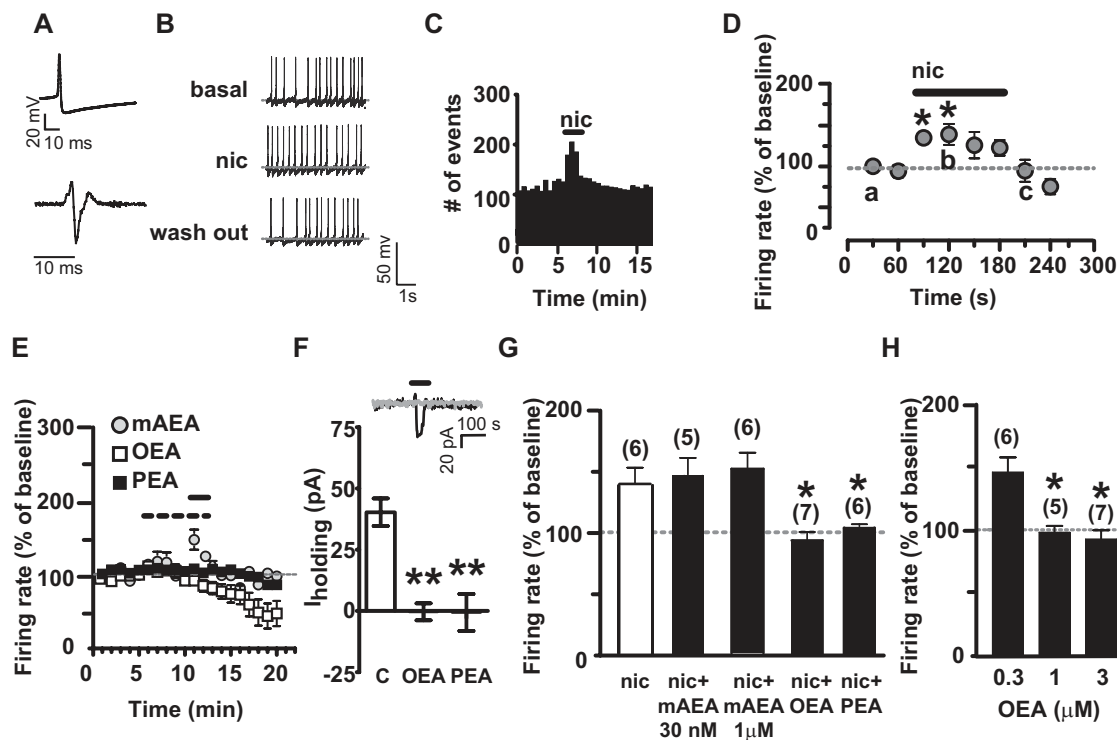 A
20 mV
10 ms
10 ms
B
basal
nic
wash out
50 mV
1s
C
# of events
300
200
100
0
nic
0 5 10 15
Time (min)
D
Firing rate (% of baseline)
200
100
0
nic
* *
a
b
c
0 60 120 180 240 300
Time (s)
E
Firing rate (% of baseline)
300
200
100
0
mAEA
OEA
PEA
0 5 10 15 20
Time (min)
F
100 s
20 pA
Iholding (pA)
75
50
25
0
-25
** **
C OEA PEA
G
Firing rate (% of baseline)
200
100
0
(6) (5) (6) * (7) * (6)
nic nic+ nic+ nic+ nic+
mAEA mAEA OEA PEA
30 nM 1μM
H
Firing rate (% of baseline)
200
100
0
(6) * (5) * (7)
0.3 1 3
OEA (μM)